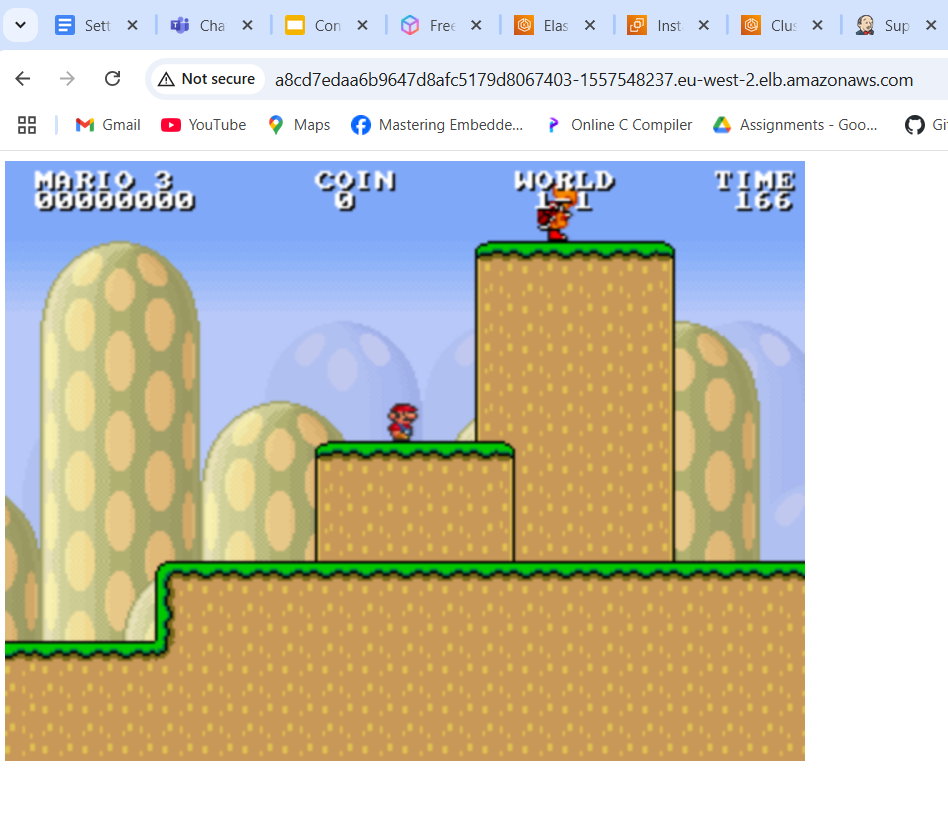 Sett Cha Con Free Elas Inst Clus Sup
Not secure a8cd7edaa6b9647d8afc5179d8067403-1557548237.eu-west-2.elb.amazonaws.com
Gmail YouTube Maps Mastering Embedde... Online C Compiler Assignments - Goo... Git
MARIO 3 COIN WORLD TIME
00000000 0 1-1 166